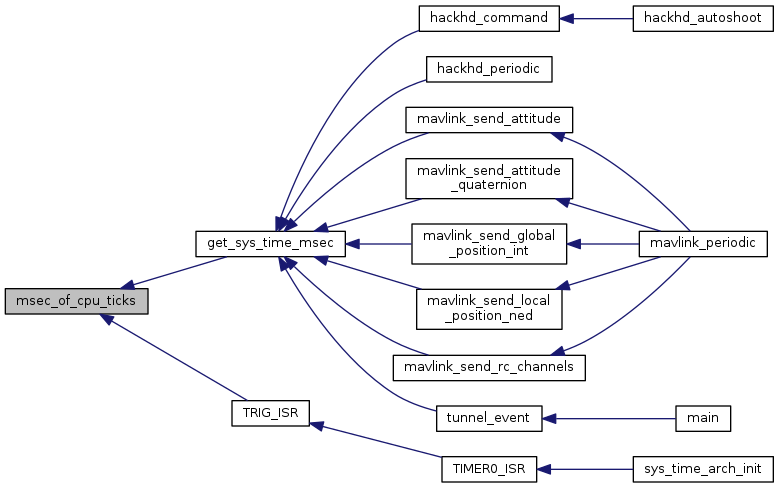 hackhd_command
hackhd_autoshoot
hackhd_periodic
mavlink_send_attitude
mavlink_send_attitude
_quaternion
get_sys_time_msec
mavlink_send_global
_position_int
mavlink_periodic
msec_of_cpu_ticks
mavlink_send_local
_position_ned
mavlink_send_rc_channels
TRIG_ISR
tunnel_event
main
TIMER0_ISR
sys_time_arch_init